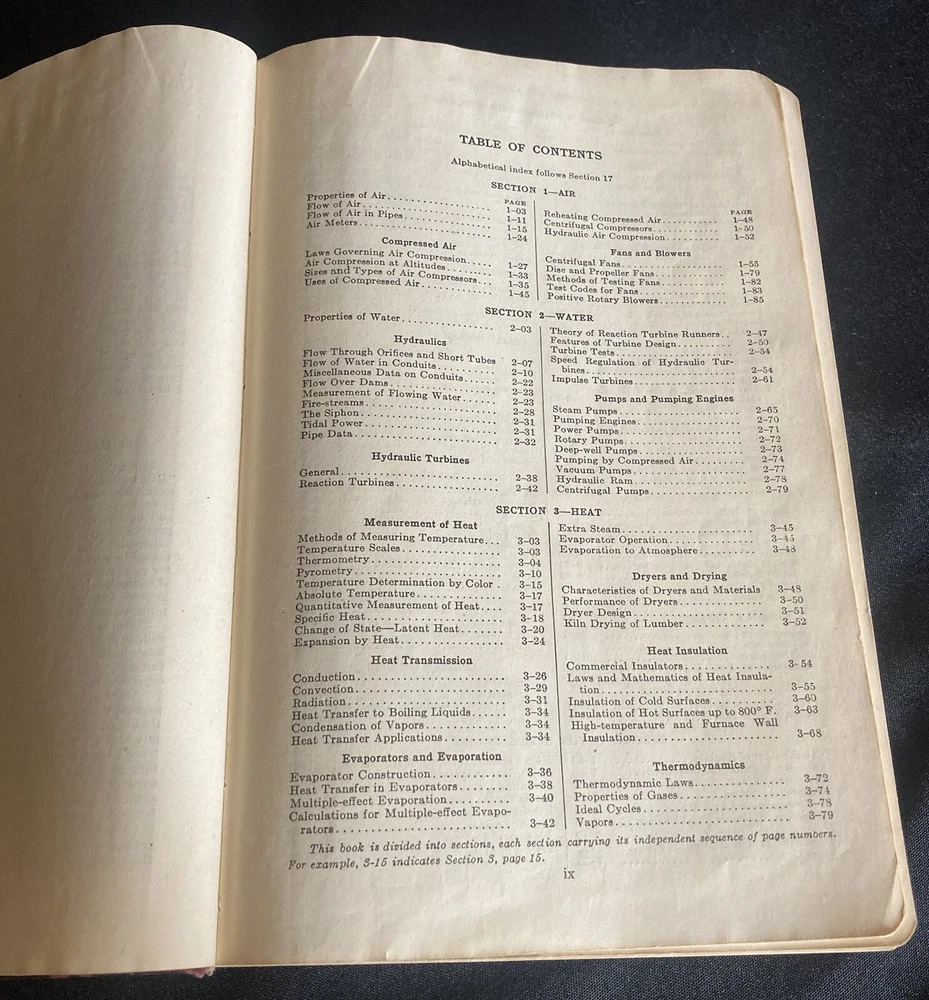 TABLE OF CONTENTS
Alphabetical index follows Section 17
SECTION 1—AIR
PAGE
Properties of Air 1–03
Flow of Air 1–11
Flow of Air in Pipes 1–15
Air Meters 1–24
Compressed Air
Laws Governing Air Compression 1–27
Air Compression at Altitudes 1–33
Sizes and Types of Air Compressors 1–35
Uses of Compressed Air 1–45
PAGE
Reheating Compressed Air 1–48
Centrifugal Compressors 1–50
Hydraulic Air Compression 1–52
Fans and Blowers
Centrifugal Fans 1–55
Disc and Propeller Fans 1–79
Methods of Testing Fans 1–82
Test Codes for Fans 1–83
Positive Rotary Blowers 1–85
SECTION 2—WATER
Properties of Water 2–03
Hydraulics
Flow Through Orifices and Short Tubes 2–07
Flow of Water in Conduits 2–10
Miscellaneous Data on Conduits 2–22
Flow Over Dams 2–23
Measurement of Flowing Water 2–23
Fire-streams 2–28
The Siphon 2–31
Tidal Power 2–31
Pipe Data 2–32
Hydraulic Turbines
General 2–38
Reaction Turbines 2–42
Theory of Reaction Turbine Runners 2–47
Features of Turbine Design 2–50
Turbine Tests 2–54
Speed Regulation of Hydraulic Tur-
bines 2–54
Impulse Turbines 2–61
Pumps and Pumping Engines
Steam Pumps 2–65
Pumping Engines 2–70
Power Pumps 2–71
Rotary Pumps 2–72
Deep-well Pumps 2–73
Pumping by Compressed Air 2–74
Vacuum Pumps 2–77
Hydraulic Ram 2–78
Centrifugal Pumps 2–79
SECTION 3—HEAT
Measurement of Heat
Methods of Measuring Temperature 3–03
Temperature Scales 3–03
Thermometry 3–04
Pyrometry 3–10
Temperature Determination by Color 3–15
Absolute Temperature 3–17
Quantitative Measurement of Heat 3–17
Specific Heat 3–18
Change of State—Latent Heat 3–20
Expansion by Heat 3–24
Heat Transmission
Conduction 3–26
Convection 3–29
Radiation 3–31
Heat Transfer to Boiling Liquids 3–34
Condensation of Vapors 3–34
Heat Transfer Applications 3–34
Evaporators and Evaporation
Evaporator Construction 3–36
Heat Transfer in Evaporators 3–38
Multiple-effect Evaporation 3–40
Calculations for Multiple-effect Evapo-
rators 3–42
Extra Steam 3–45
Evaporator Operation 3–45
Evaporation to Atmosphere 3–48
Dryers and Drying
Characteristics of Dryers and Materials 3–48
Performance of Dryers 3–50
Dryer Design 3–51
Kiln Drying of Lumber 3–52
Heat Insulation
Commercial Insulators 3–54
Laws and Mathematics of Heat Insula-
tion 3–55
Insulation of Cold Surfaces 3–60
Insulation of Hot Surfaces up to 800° F. 3–63
High-temperature and Furnace Wall
Insulation 3–68
Thermodynamics
Thermodynamic Laws 3–72
Properties of Gases 3–74
Ideal Cycles 3–78
Vapors 3–79
This book is divided into sections, each section carrying its independent sequence of page numbers.
For example, 3-15 indicates Section 3, page 15.
ix